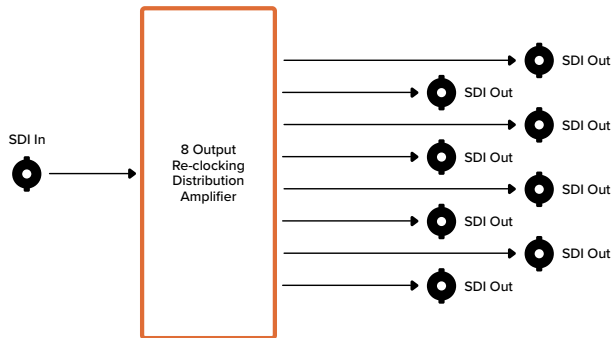 SDI In
8 Output
Re-clocking
Distribution
Amplifier
SDI Out
SDI Out
SDI Out
SDI Out
SDI Out
SDI Out
SDI Out
SDI Out